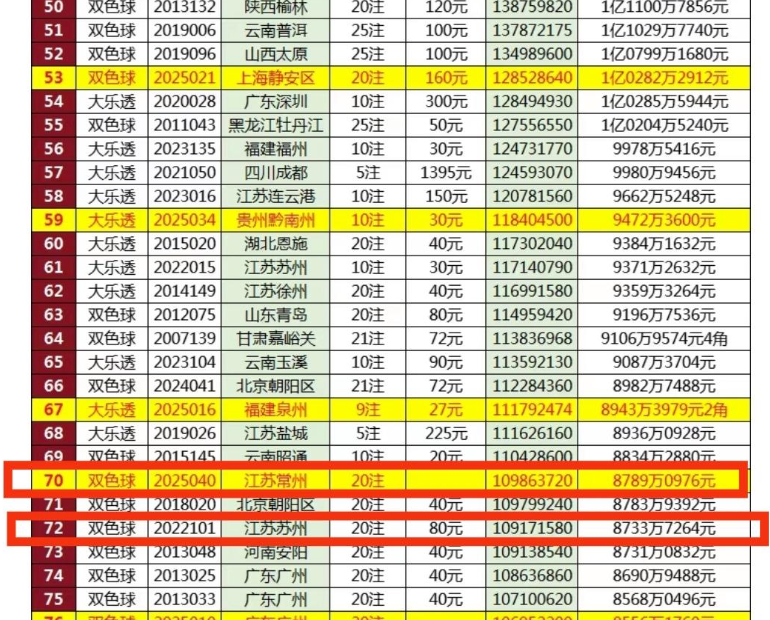 50 双色球 2013132 陕西榆林 20注 120元 138759820 1亿1100万7856元
51 双色球 2019006 云南普洱 25注 100元 137872175 1亿1029万7740元
52 双色球 2019096 山西太原 25注 100元 134989600 1亿0799万1680元
53 双色球 2025021 上海静安区 20注 160元 128528640 1亿0282万2912元
54 大乐透 2020028 广东深圳 10注 300元 128494930 1亿0285万5944元
55 双色球 2011043 黑龙江牡丹江 25注 50元 127556550 1亿0204万5240元
56 大乐透 2023135 福建福州 10注 30元 124731770 9978万5416元
57 大乐透 2021050 四川成都 5注 1395元 124593070 9980万9456元
58 大乐透 2023016 江苏连云港 10注 150元 120781560 9662万5248元
59 大乐透 2025034 贵州黔南州 10注 30元 118404500 9472万3600元
60 大乐透 2015020 湖北恩施 20注 40元 117302040 9384万1632元
61 大乐透 2022015 江苏苏州 10注 30元 117140790 9371万2632元
62 大乐透 2014149 江苏徐州 20注 40元 116991580 9359万3264元
63 双色球 2012075 山东青岛 20注 80元 114959420 9196万7536元
64 双色球 2007139 甘肃嘉峪关 21注 72元 113836968 9106万9574元4角
65 大乐透 2023104 云南玉溪 10注 90元 113592130 9087万3704元
66 双色球 2024041 北京朝阳区 21注 72元 112284360 8982万7488元
67 大乐透 2025016 福建泉州 9注 27元 111792474 8943万3979元2角
68 大乐透 2019026 江苏盐城 5注 225元 111626160 8936万0928元
69 双色球 2015145 云南昭通 10注 20元 110428600 8834万2880元
70 双色球 2025040 江苏常州 20注 109863720 8789万0976元
71 双色球 2018020 北京朝阳区 20注 40元 109799240 8783万9392元
72 双色球 2022101 江苏苏州 20注 80元 109171580 8733万7264元
73 双色球 2013048 河南安阳 20注 40元 109138540 8731万0832元
74 双色球 2013025 广东广州 20注 40元 108636860 8690万9488元
75 双色球 2013033 广东广州 20注 40元 107100620 8568万0496元